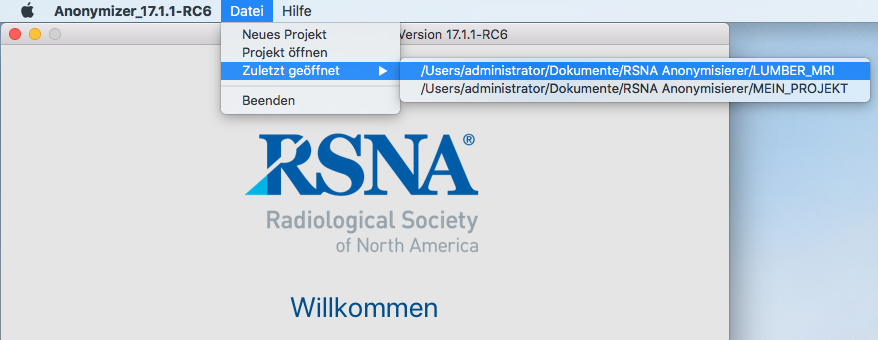 Anonymizer_17.1.1-RC6 Datei Hilfe
Neues Projekt
Version 17.1.1-RC6
Projekt öffnen
Zuletzt geöffnet
/Users/administrator/Dokumente/RSNA Anonymisierer/LUMBER_MRI
/Users/administrator/Dokumente/RSNA Anonymisierer/MEIN_PROJEKT
Beenden
RSNA®
Radiological Society
of North America
Willkommen